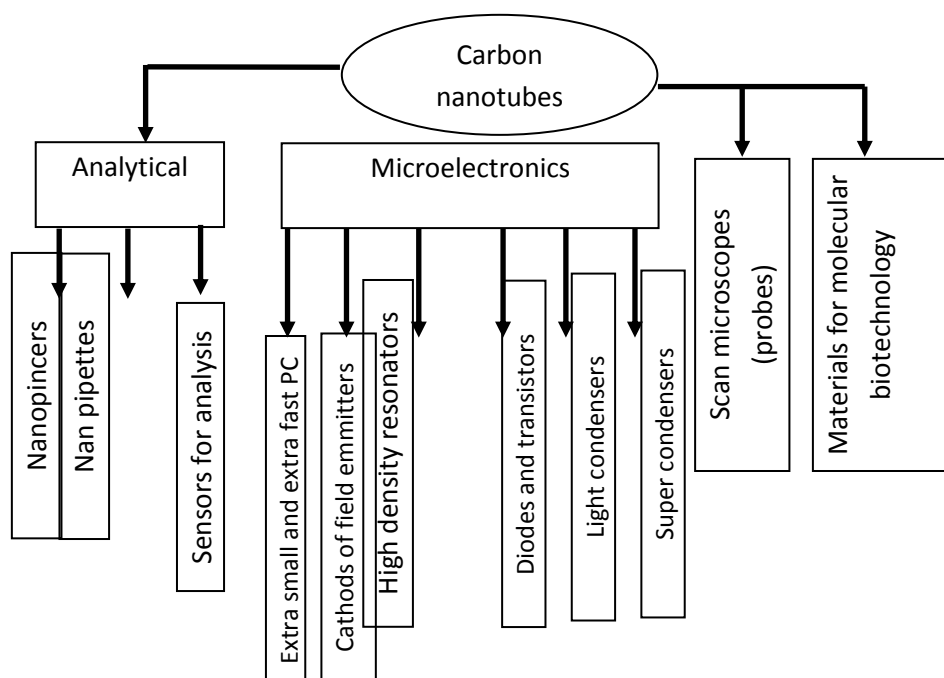 Carbon
nanotubes
Analytical
Microelectronics
Scan microscopes
(probes)
Materials for molecular
biotechnology
Nanopincers
Nan pipettes
Sensors for analysis
Extra small and extra fast PC
Cathods of field emmitters
High density resonators
Diodes and transistors
Light condensers
Super condensers